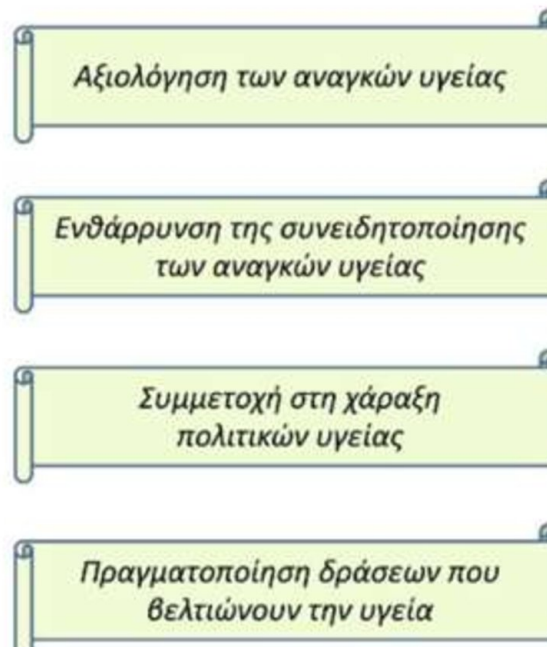 Αξιολόγηση των αναγκών υγείας
Ενθάρρυνση της συνειδητοποίησης
των αναγκών υγείας
Συμμετοχή στη χάραξη
πολιτικών υγείας
Πραγματοποίηση δράσεων που
βελτιώνουν την υγεία